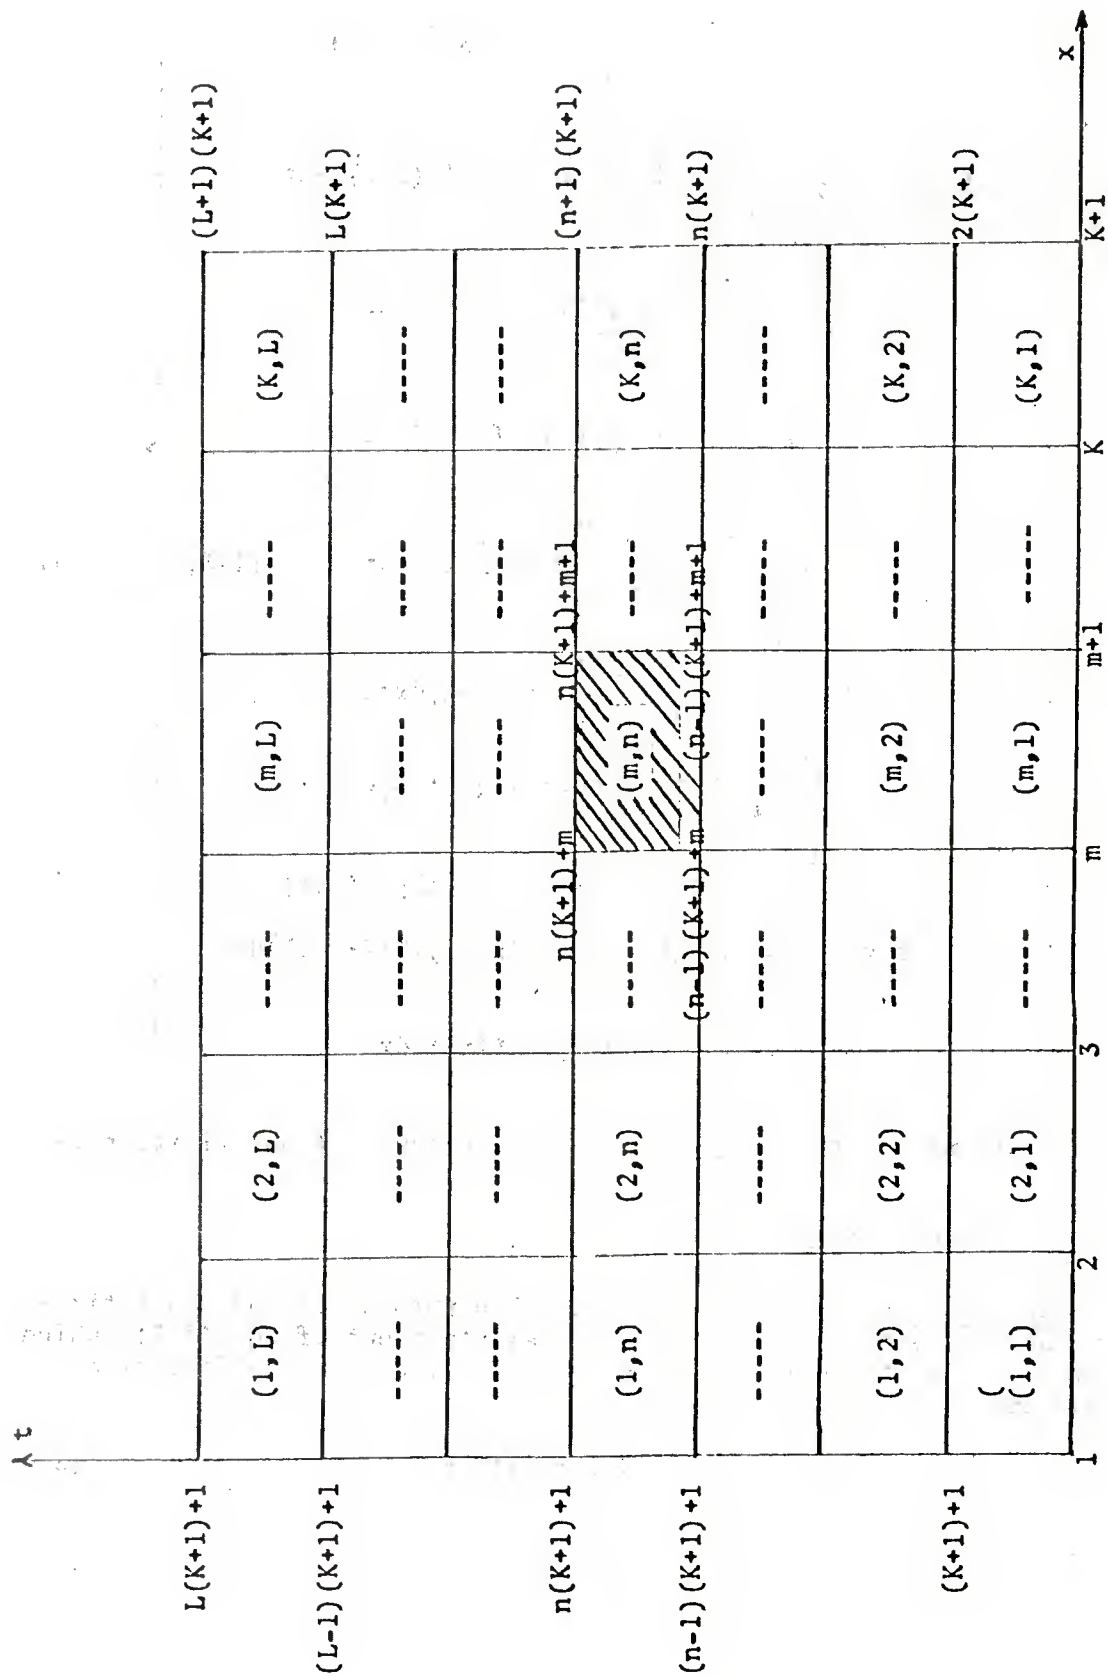 t
L(K+1)+1 (L+1)(K+1)
(1,L) (2,L) ----- (m,L) ----- (K,L)
(L-1)(K+1)+1 L(K+1)
----- ----- ----- ----- ----- -----
----- ----- ----- ----- ----- -----
n(K+1)+1 n(K+1)+m n(K+1)+m+1 (n+1)(K+1)
(1,n) (2,n) ----- (m,n) ----- (K,n)
(n-1)(K+1)+1 (n-1)(K+1)+m (n-1)(K+1)+m+1 n(K+1)
----- ----- ----- ----- ----- -----
(1,2) (2,2) ----- (m,2) ----- (K,2)
(K+1)+1 2(K+1)
(1,1) (2,1) ----- (m,1) ----- (K,1)
1 2 3 m m+1 K K+1 x